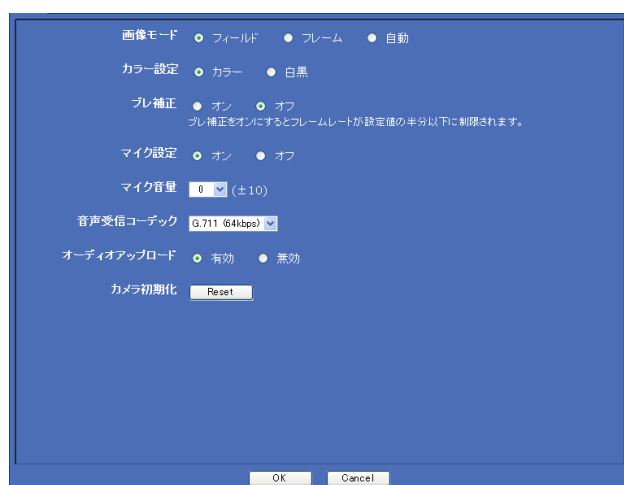 画像モード フィールド フレーム 自動
カラー設定 カラー 白黒
ブレ補正 オン オフ
ブレ補正をオンにするとフレームレートが設定値の半分以下に制限されます。
マイク設定 オン オフ
マイク音量 0 (±10)
音声受信コーデック G.711 (64kbps)
オーディオアップロード 有効 無効
カメラ初期化 Reset
OK Cancel